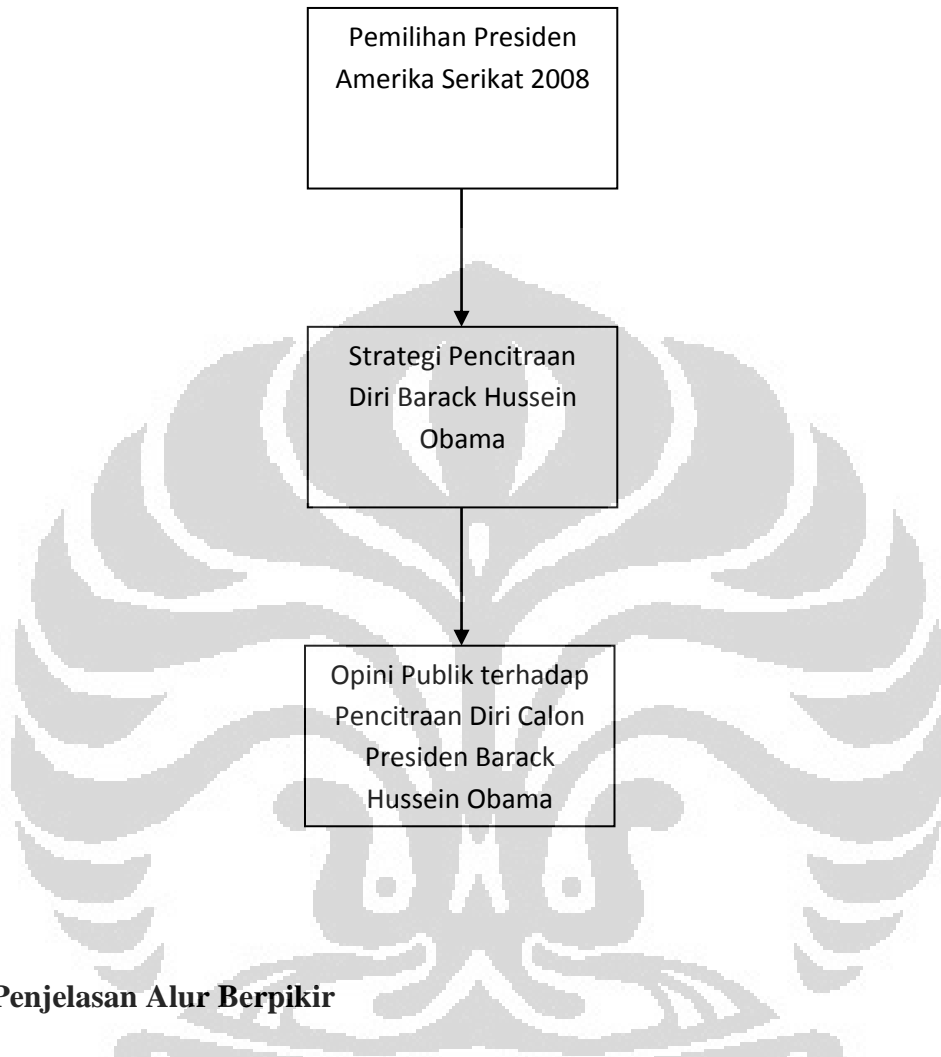 Pemilihan Presiden
Amerika Serikat 2008
Strategi Pencitraan
Diri Barack Hussein
Obama
Opini Publik terhadap
Pencitraan Diri Calon
Presiden Barack
Hussein Obama
Penjelasan Alur Berpikir